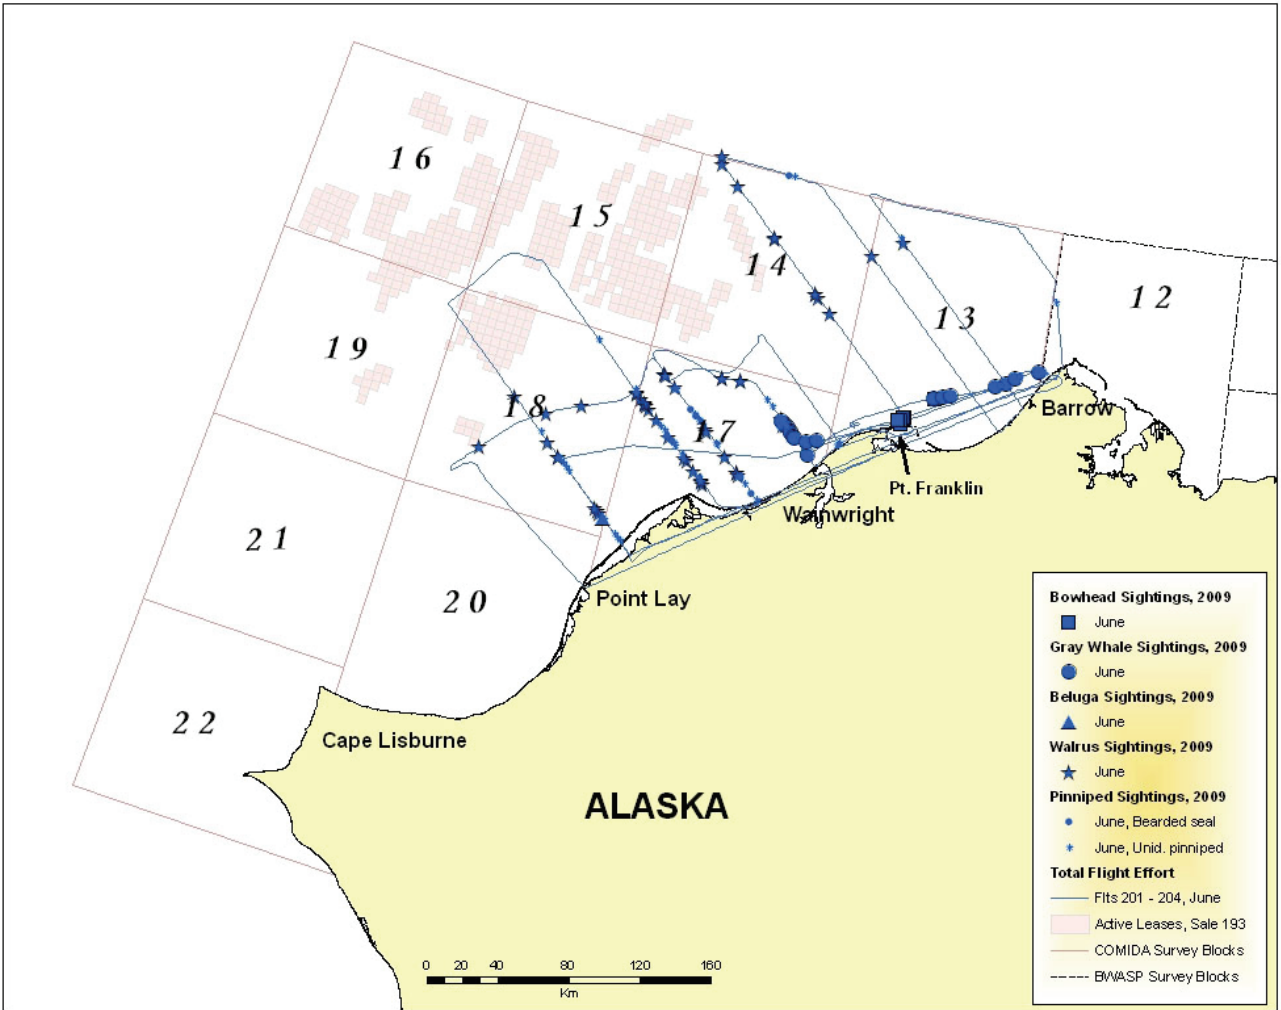 16
15
14
13
12
19
18
17
21
20
22
Barrow
Pt. Franklin
Wainwright
Point Lay
Cape Lisburne
ALASKA
0 20 40 80 120 160
Km
Bowhead Sightings, 2009
June
Gray Whale Sightings, 2009
June
Beluga Sightings, 2009
June
Walrus Sightings, 2009
June
Pinniped Sightings, 2009
June, Bearded seal
June, Unid. pinniped
Total Flight Effort
Flts 201 - 204, June
Active Leases, Sale 193
COMIDA Survey Blocks
BWASP Survey Blocks